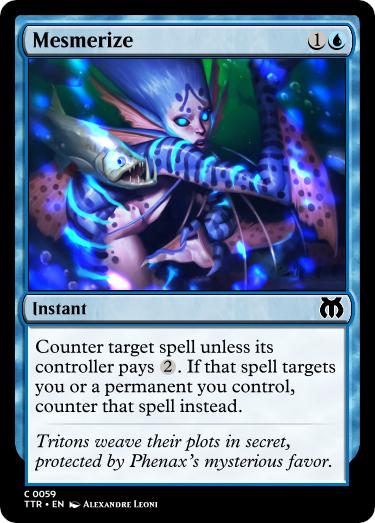 Mesmerize 1
Instant
Counter target spell unless its
controller pays 2. If that spell targets
you or a permanent you control,
counter that spell instead.
Tritons weave their plots in secret,
protected by Phenax's mysterious favor.
C 0059
TTR • EN Alexandre Leoni